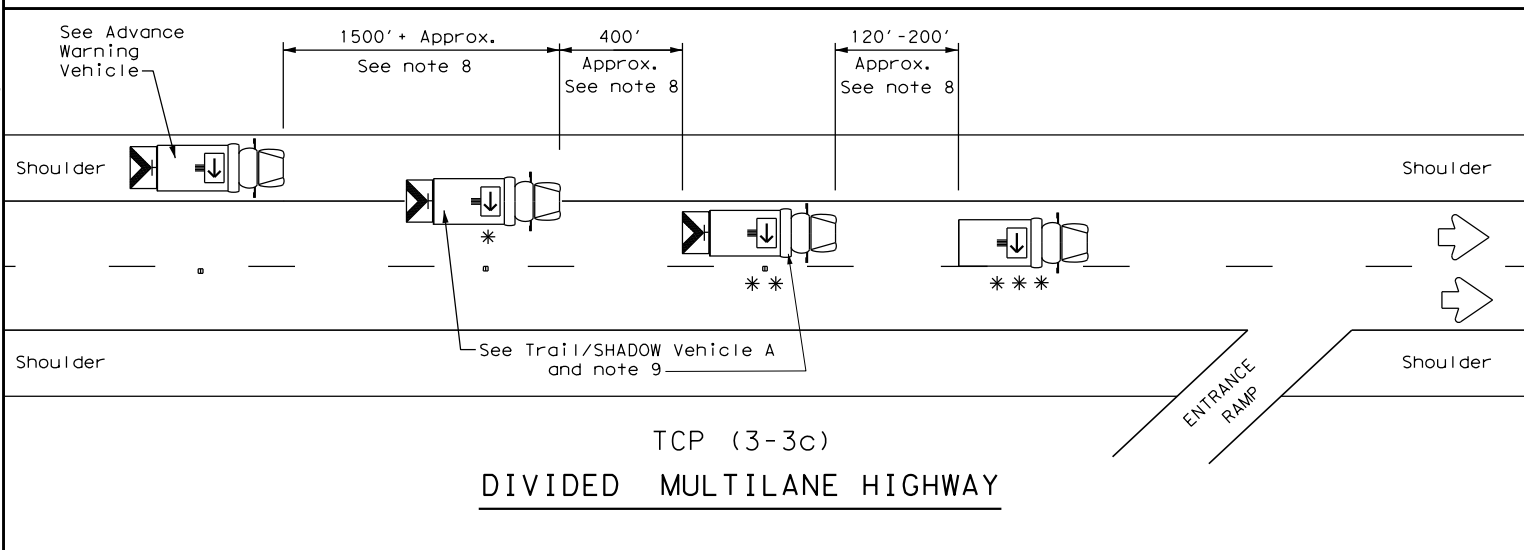 See Advance
Warning
Vehicle
1500'+ Approx.
See note 8
400'
Approx.
See note 8
120'-200'
Approx.
See note 8
Shoulder
Shoulder
*
* *
* * *
See Trail/SHADOW Vehicle A
and note 9
Shoulder
Shoulder
ENTRANCE
RAMP
TCP (3-3c)
DIVIDED MULTILANE HIGHWAY